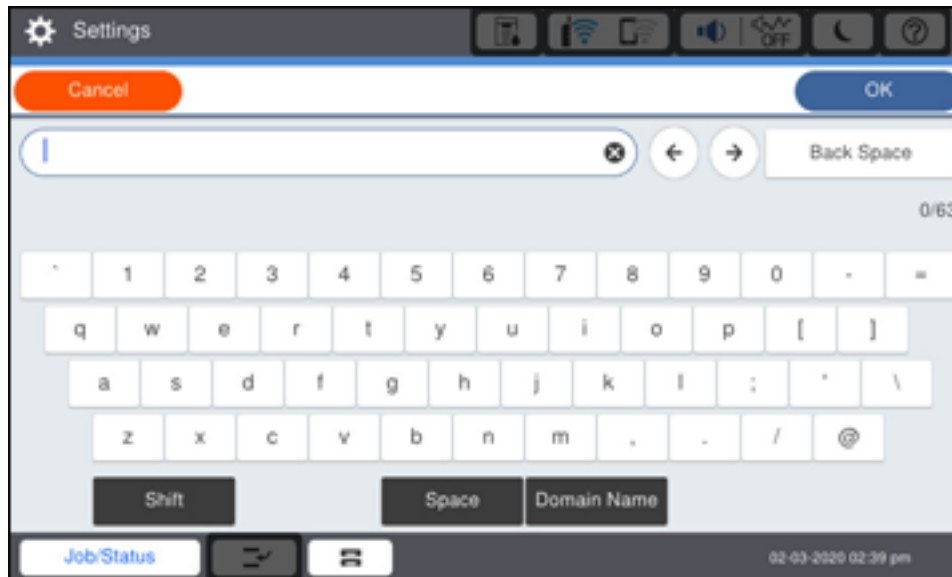 Settings
OFF
Cancel
OK
Back Space
0/63
` 1 2 3 4 5 6 7 8 9 0 - =
q w e r t y u i o p [ ]
a s d f g h j k l ; ' \
z x c v b n m , . / @
Shift Space Domain Name
Job/Status 02-03-2020 02:39 pm